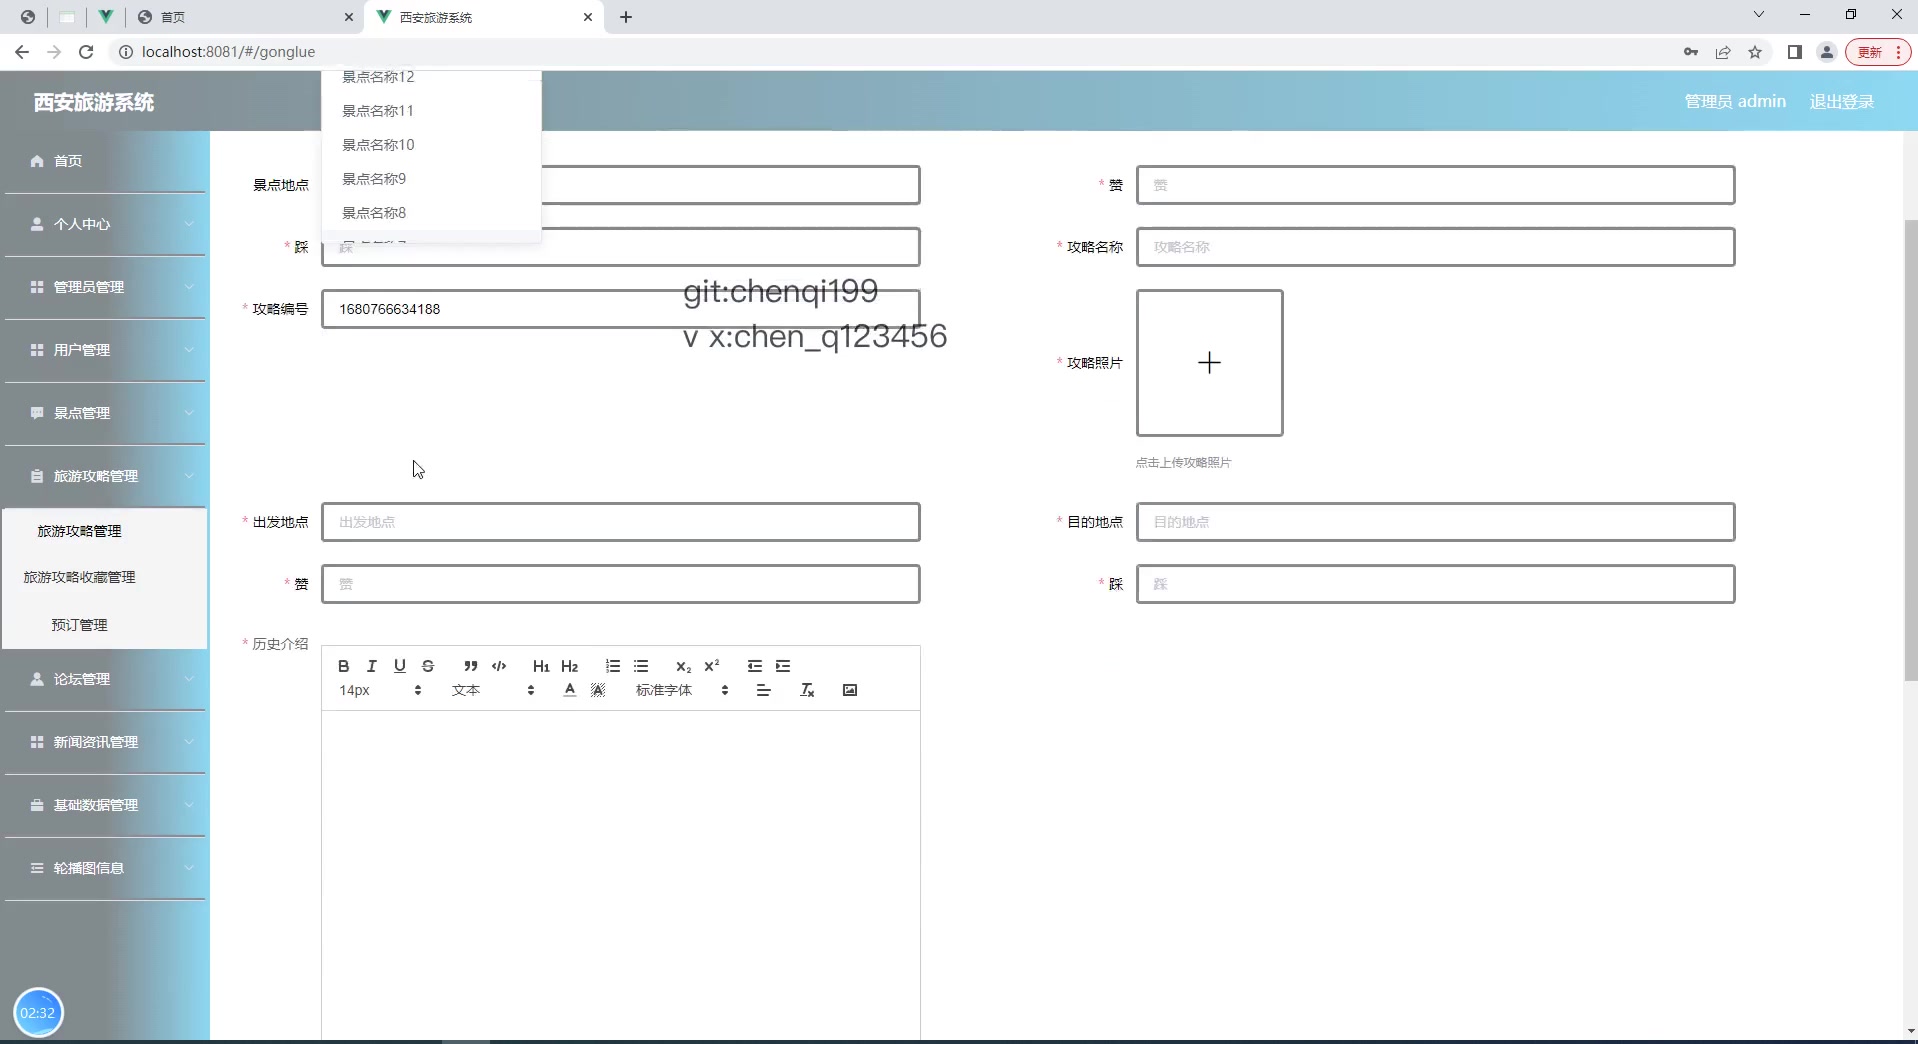 首页
西安旅游系统
localhost:8081/#/gonglue
更新
西安旅游系统
管理员 admin
退出登录
景点名称12
景点名称11
景点名称10
景点名称9
景点名称8
首页
个人中心
管理员管理
用户管理
景点管理
旅游攻略管理
旅游攻略管理
旅游攻略收藏管理
预订管理
论坛管理
新闻资讯管理
基础数据管理
轮播图信息
景点地点
* 赞
赞
* 踩
踩
* 攻略名称
攻略名称
* 攻略编号
1680766634188
git:chenqi199
v x:chen_q123456
* 攻略照片
点击上传攻略照片
* 出发地点
出发地点
* 目的地点
目的地点
* 赞
赞
* 踩
踩
* 历史介绍
B I U S H1 H2 X2 X2
14px 文本 A A 标准字体
02:32